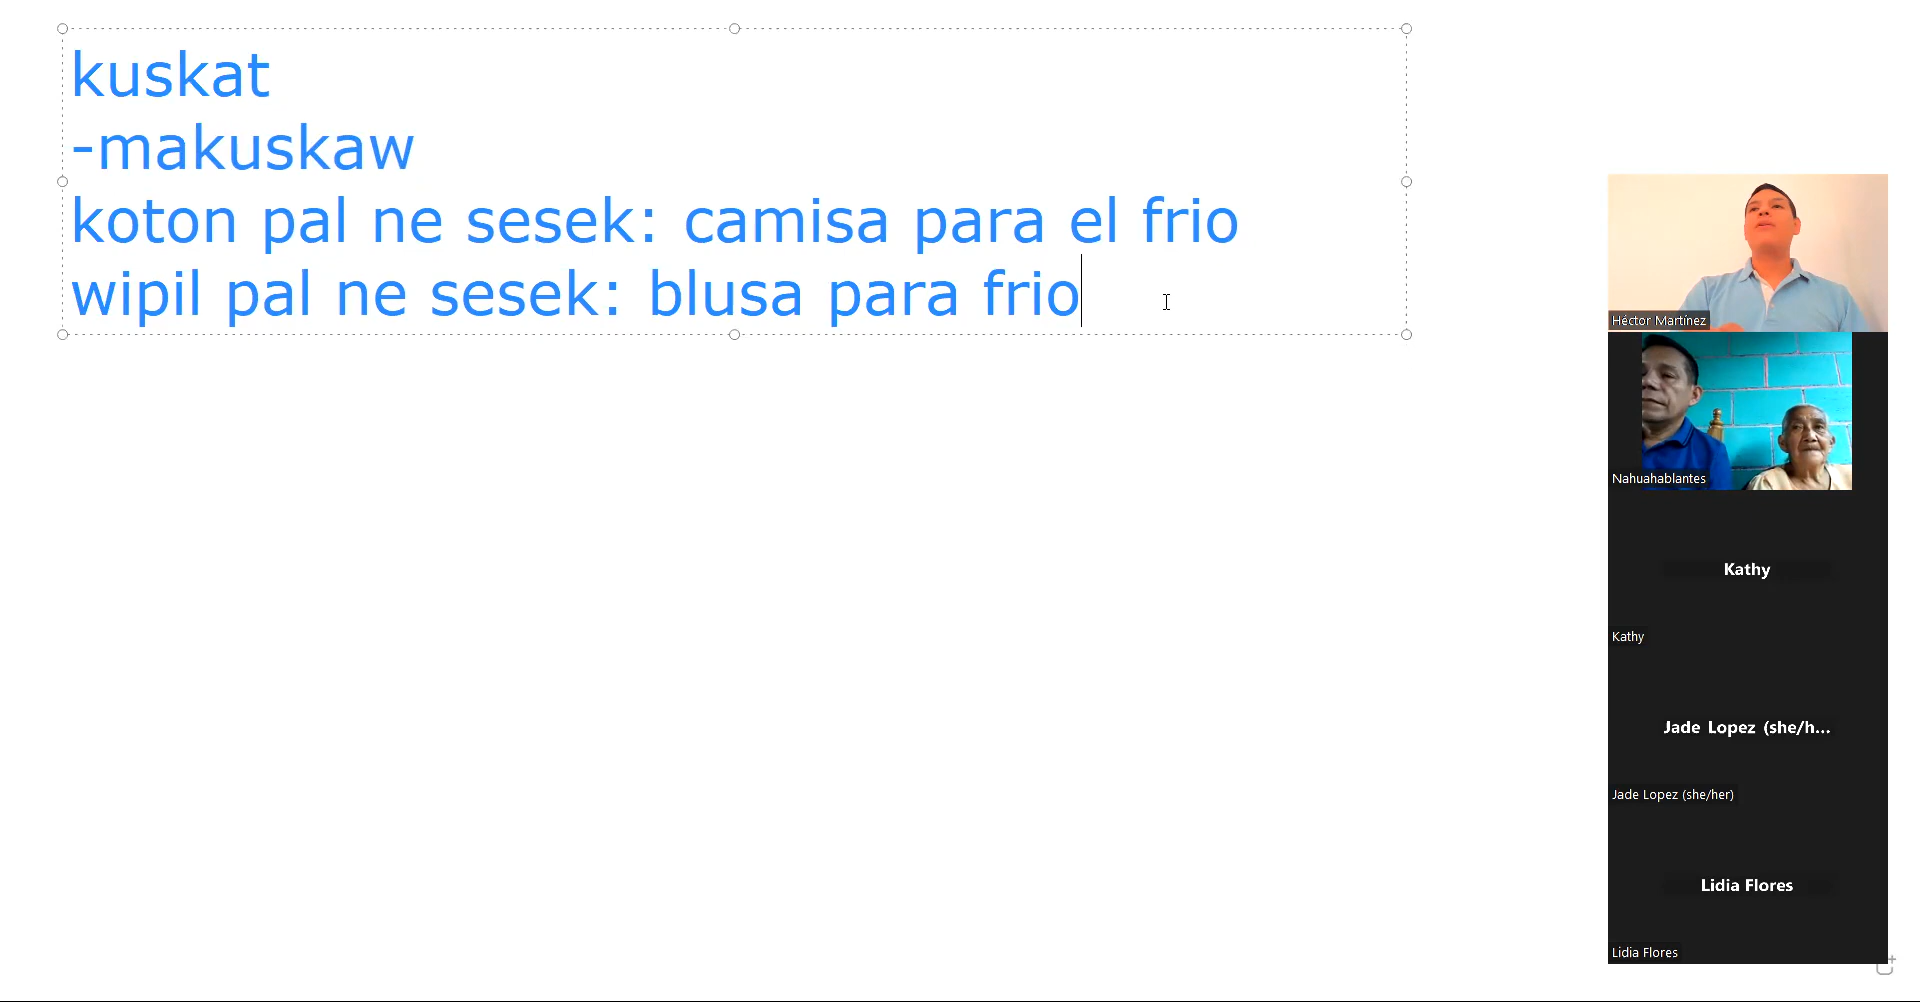 kuskat
-makuskaw
koton pal ne sesek: camisa para el frio
wipil pal ne sesek: blusa para frio
Héctor Martínez
Nahuahablantes
Kathy
Kathy
Jade Lopez (she/h...
Jade Lopez (she/her)
Lidia Flores
Lidia Flores